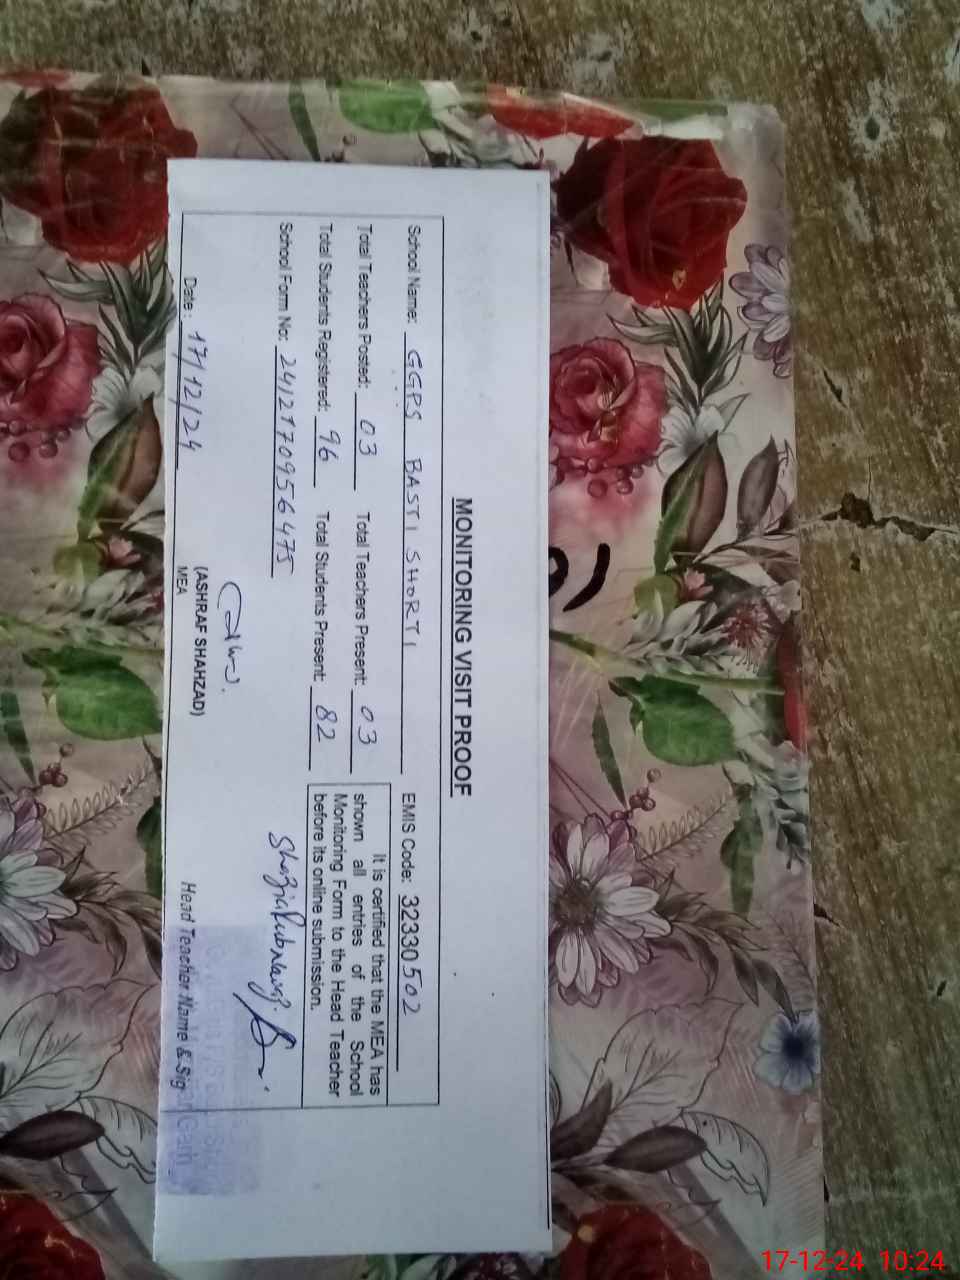 MONITORING VISIT PROOF
School Name: GGPS BASTI SHORTI EMIS Code: 32330502
Total Teachers Posted: 03 Total Teachers Present: 03
Total Students Registered: 96 Total Students Present: 82
School Form No: 2412170956475
It is certified that the MEA has
shown all entries of the School
Monitoring Form to the Head Teacher
before its online submission.
(ASHRAF SHAHZAD)
MEA
Date: 17/12/24
Head Teacher Name & Sig
17-12-24 10:24